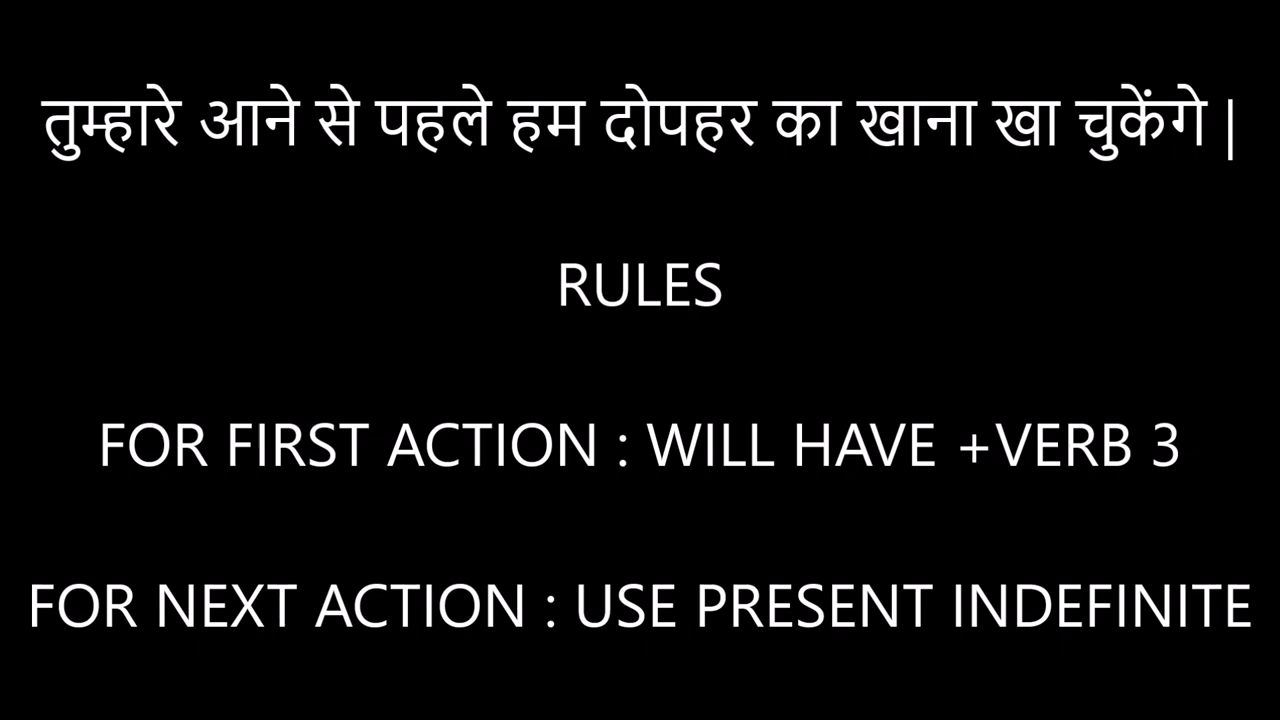 तुम्हारे आने से पहले हम दोपहर का खाना खा चुकेंगे |
RULES
FOR FIRST ACTION : WILL HAVE +VERB 3
FOR NEXT ACTION : USE PRESENT INDEFINITE